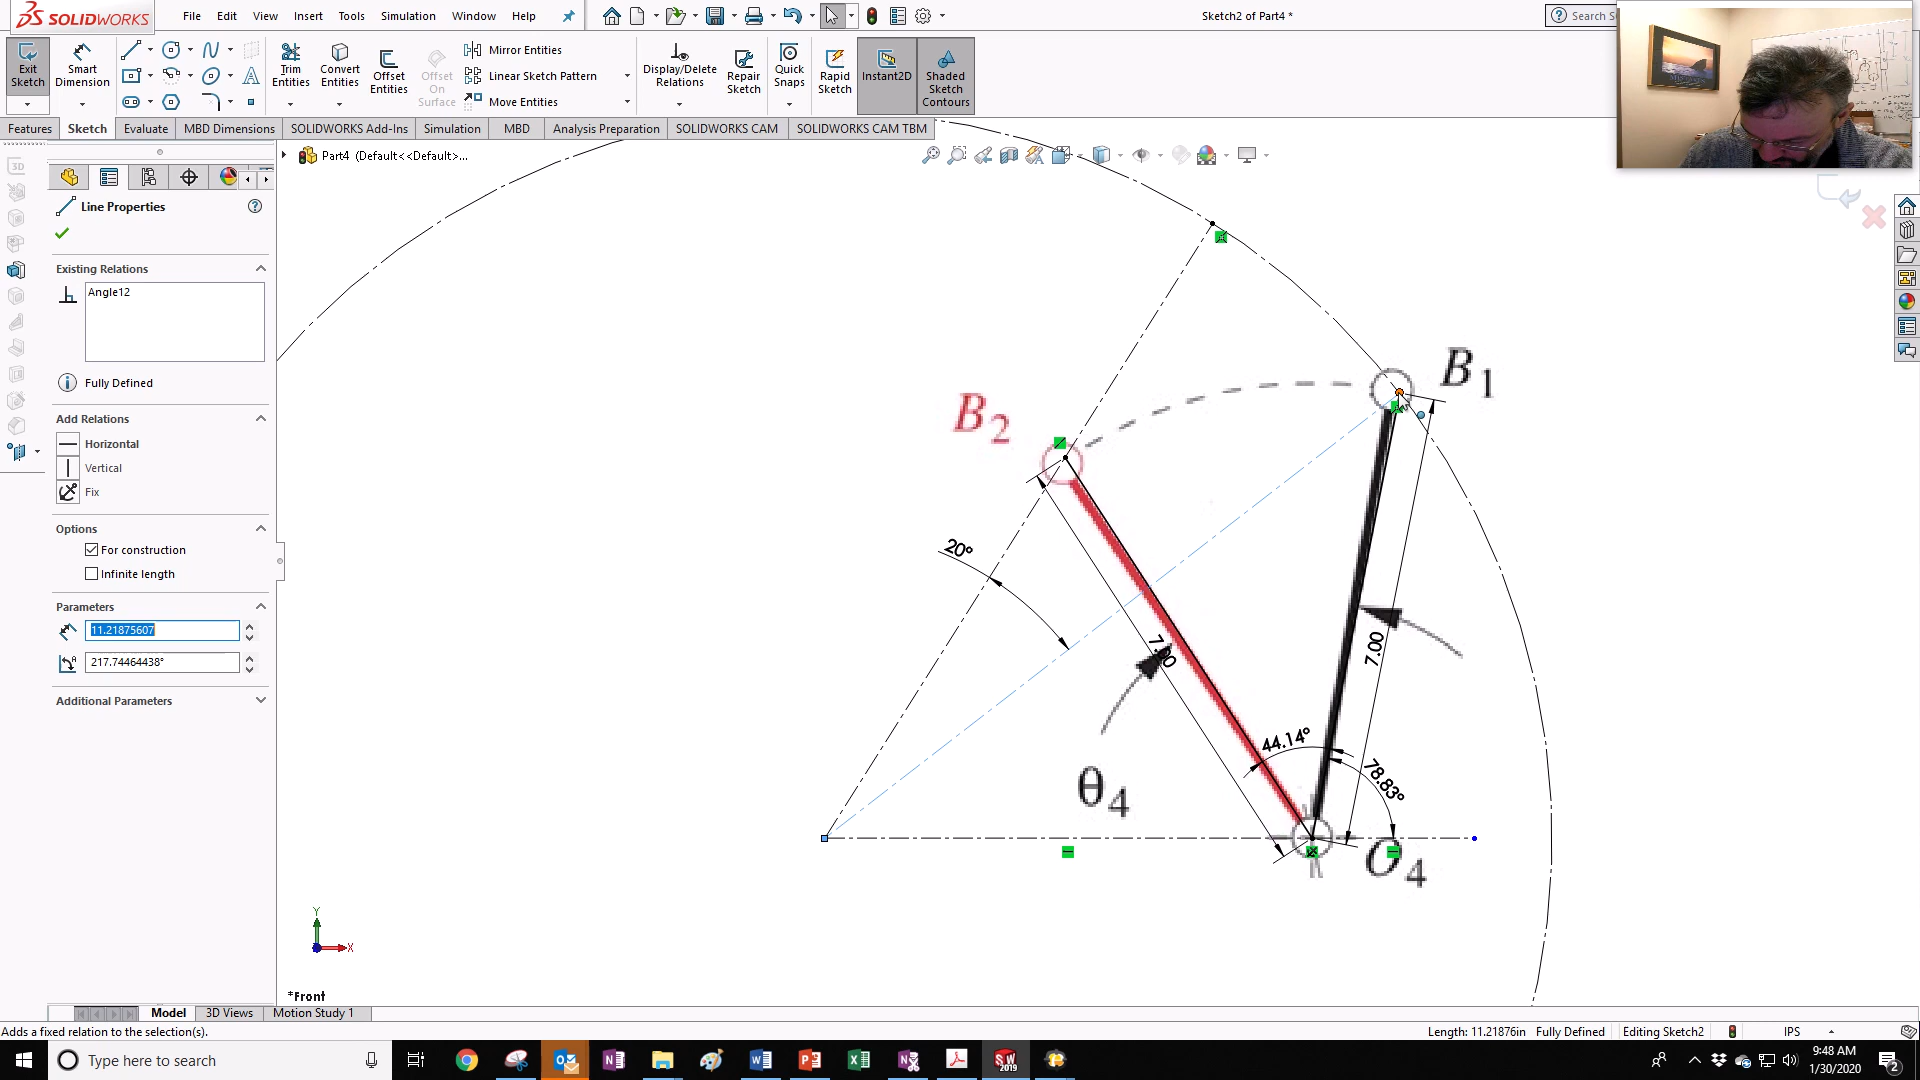 SOLIDWORKS
File Edit View Insert Tools Simulation Window Help
Sketch2 of Part4 *
Search S
Exit Sketch
Smart Dimension
Trim Entities
Convert Entities
Offset Entities
Offset On Surface
Mirror Entities
Linear Sketch Pattern
Move Entities
Display/Delete Relations
Repair Sketch
Quick Snaps
Rapid Sketch
Instant2D
Shaded Sketch Contours
Features Sketch Evaluate MBD Dimensions SOLIDWORKS Add-Ins Simulation MBD Analysis Preparation SOLIDWORKS CAM SOLIDWORKS CAM TBM
Part4 (Default<<Default>...
Line Properties
Existing Relations
Angle12
Fully Defined
Add Relations
Horizontal
Vertical
Fix
Options
For construction
Infinite length
Parameters
11.21875607
217.74464438°
Additional Parameters
B1
B2
20°
7.00
7.00
44.14°
78.83°
θ4
O4
Y
X
*Front
Model 3D Views Motion Study 1
Adds a fixed relation to the selection(s).
Length: 11.21876in Fully Defined Editing Sketch2 IPS
Type here to search
9:48 AM
1/30/2020
2